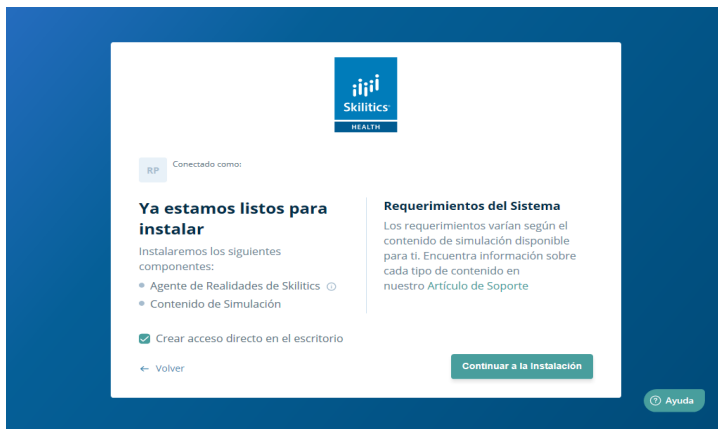 Skilitics
HEALTH
RP
Conectado como:
Ya estamos listos para
instalar
Instalaremos los siguientes
componentes:
Agente de Realidades de Skilitics
Contenido de Simulación
Requerimientos del Sistema
Los requerimientos varían según el
contenido de simulación disponible
para ti. Encuentra información sobre
cada tipo de contenido en
nuestro Artículo de Soporte
Crear acceso directo en el escritorio
← Volver
Continuar a la Instalación
Ayuda